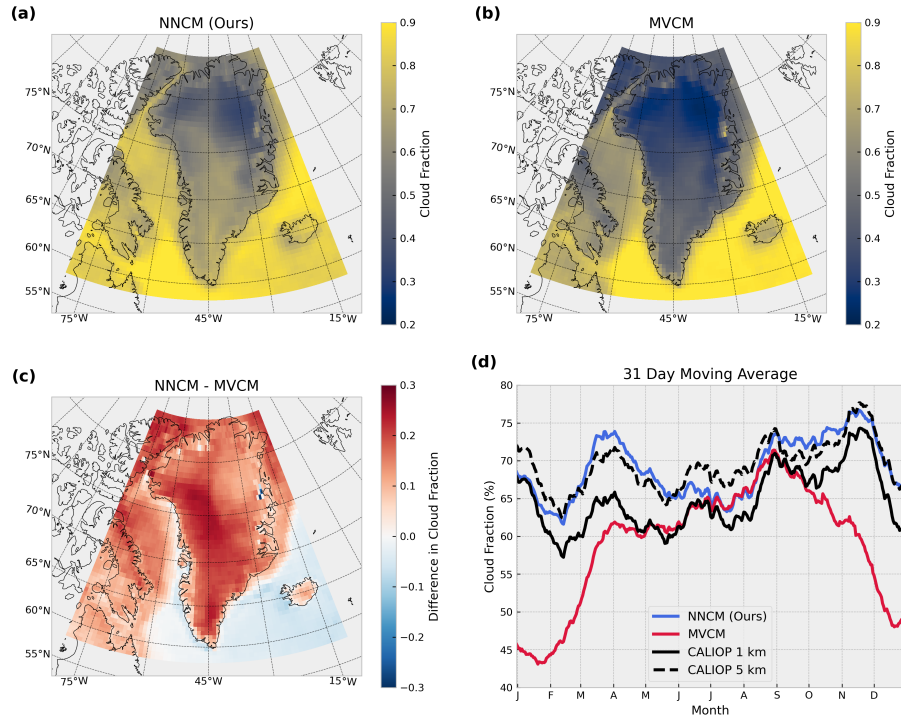 (a)
NNCM (Ours)
75°N
70°N
65°N
60°N
55°N
75°W
45°W
15°W
0.9
0.8
0.7
0.6
0.5
0.4
0.3
0.2
Cloud Fraction
(b)
MVCM
75°N
70°N
65°N
60°N
55°N
75°W
45°W
15°W
0.9
0.8
0.7
0.6
0.5
0.4
0.3
0.2
Cloud Fraction
(c)
NNCM - MVCM
75°N
70°N
65°N
60°N
55°N
75°W
45°W
15°W
0.3
0.2
0.1
0.0
−0.1
−0.2
−0.3
Difference in Cloud Fraction
(d)
31 Day Moving Average
80
75
70
65
60
55
50
45
40
Cloud Fraction (%)
J F M A M J J A S O N D
Month
NNCM (Ours)
MVCM
CALIOP 1 km
CALIOP 5 km